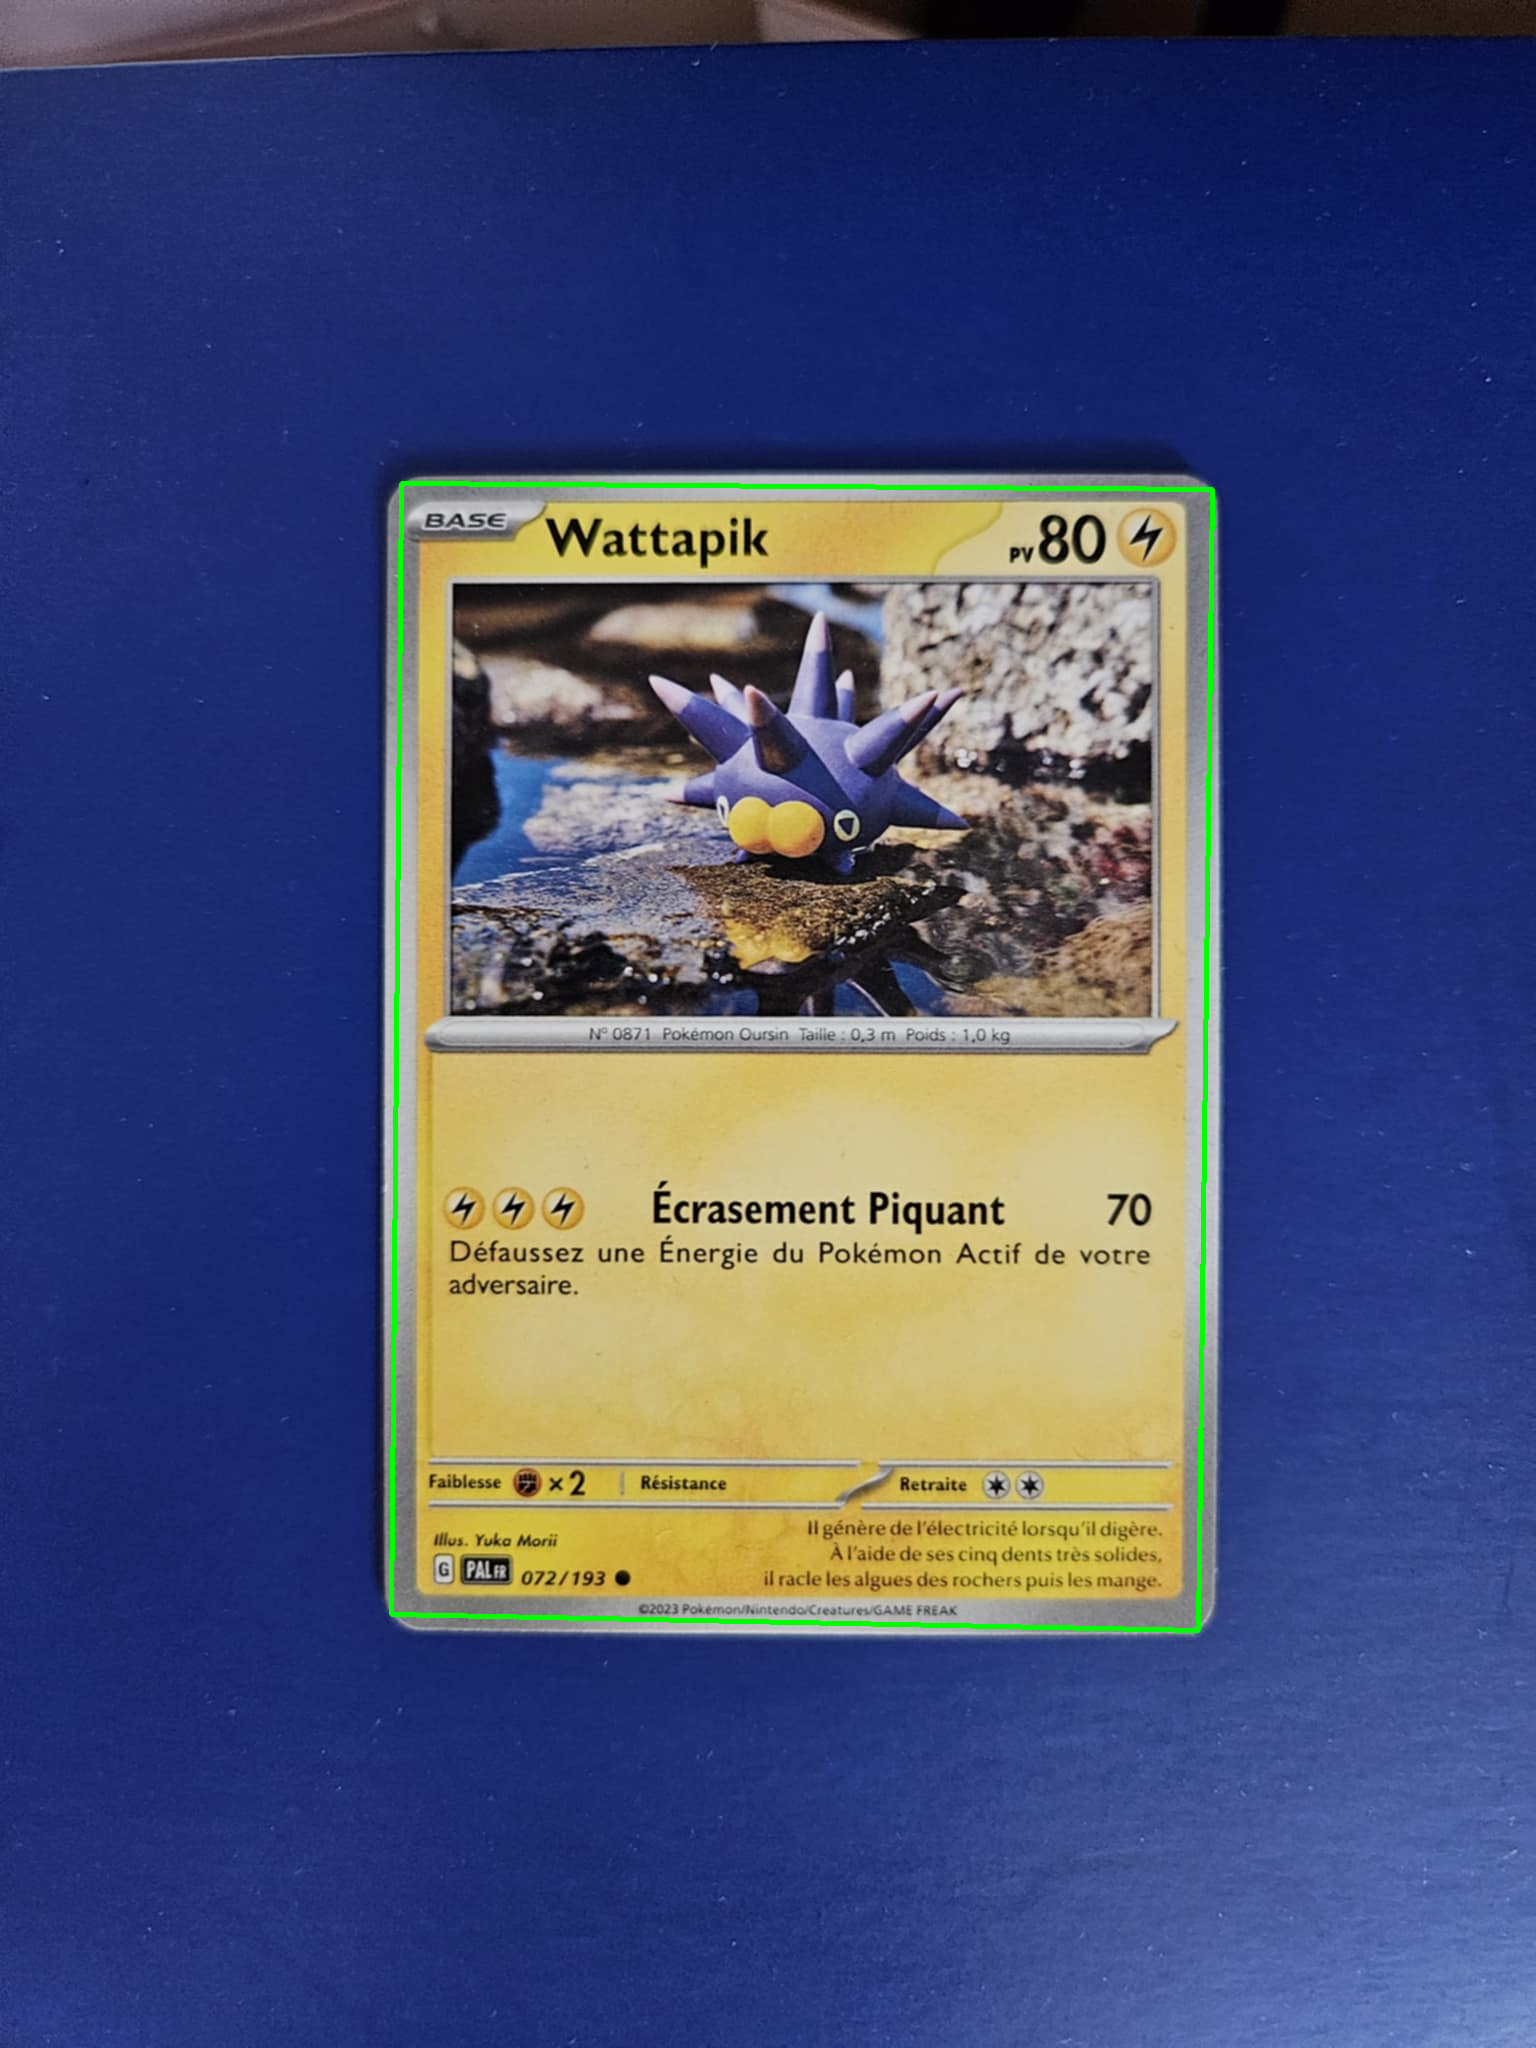 BASE Wattapik PV 80
N° 0871 Pokémon Oursin Taille : 0,3 m Poids : 1,0 kg
Écrasement Piquant 70
Défaussez une Énergie du Pokémon Actif de votre
adversaire.
Faiblesse ×2 Résistance Retraite
Illus. Yuka Morii
G PAL FR 072/193
Il génère de l'électricité lorsqu'il digère.
À l'aide de ses cinq dents très solides,
il racle les algues des rochers puis les mange.
©2023 Pokémon/Nintendo/Creatures/GAME FREAK